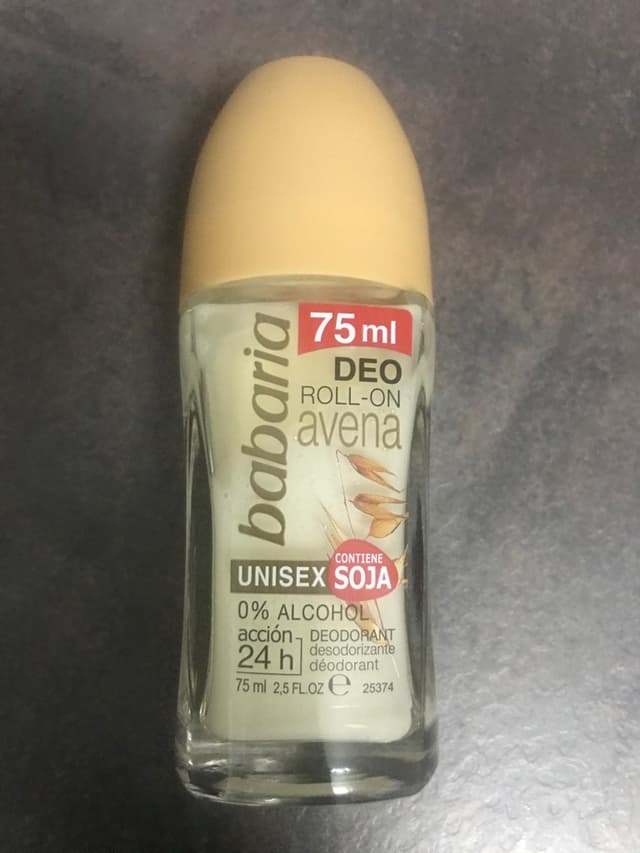 babaria
75 ml
DEO
ROLL-ON
avena
CONTIENE
SOJA
UNISEX
0% ALCOHOL
acción
24 h
DEODORANT
desodorizante
déodorant
75 ml 2,5 FL.OZ ℮ 25374